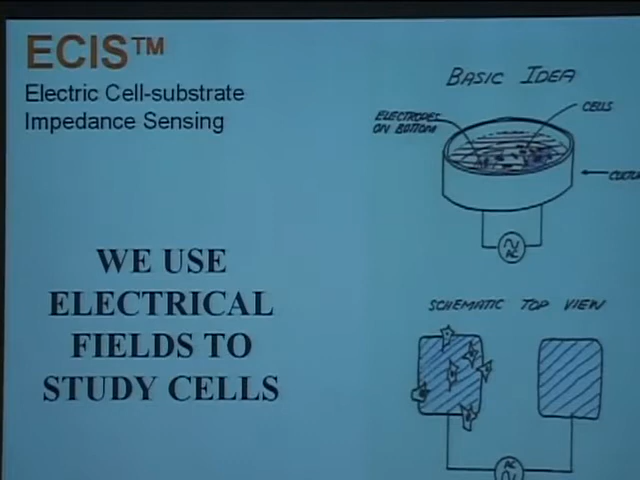 ECIS™
Electric Cell-substrate
Impedance Sensing
WE USE
ELECTRICAL
FIELDS TO
STUDY CELLS
BASIC IDEA
ELECTRODES
ON BOTTOM
CELLS
AC
SCHEMATIC TOP VIEW
AC